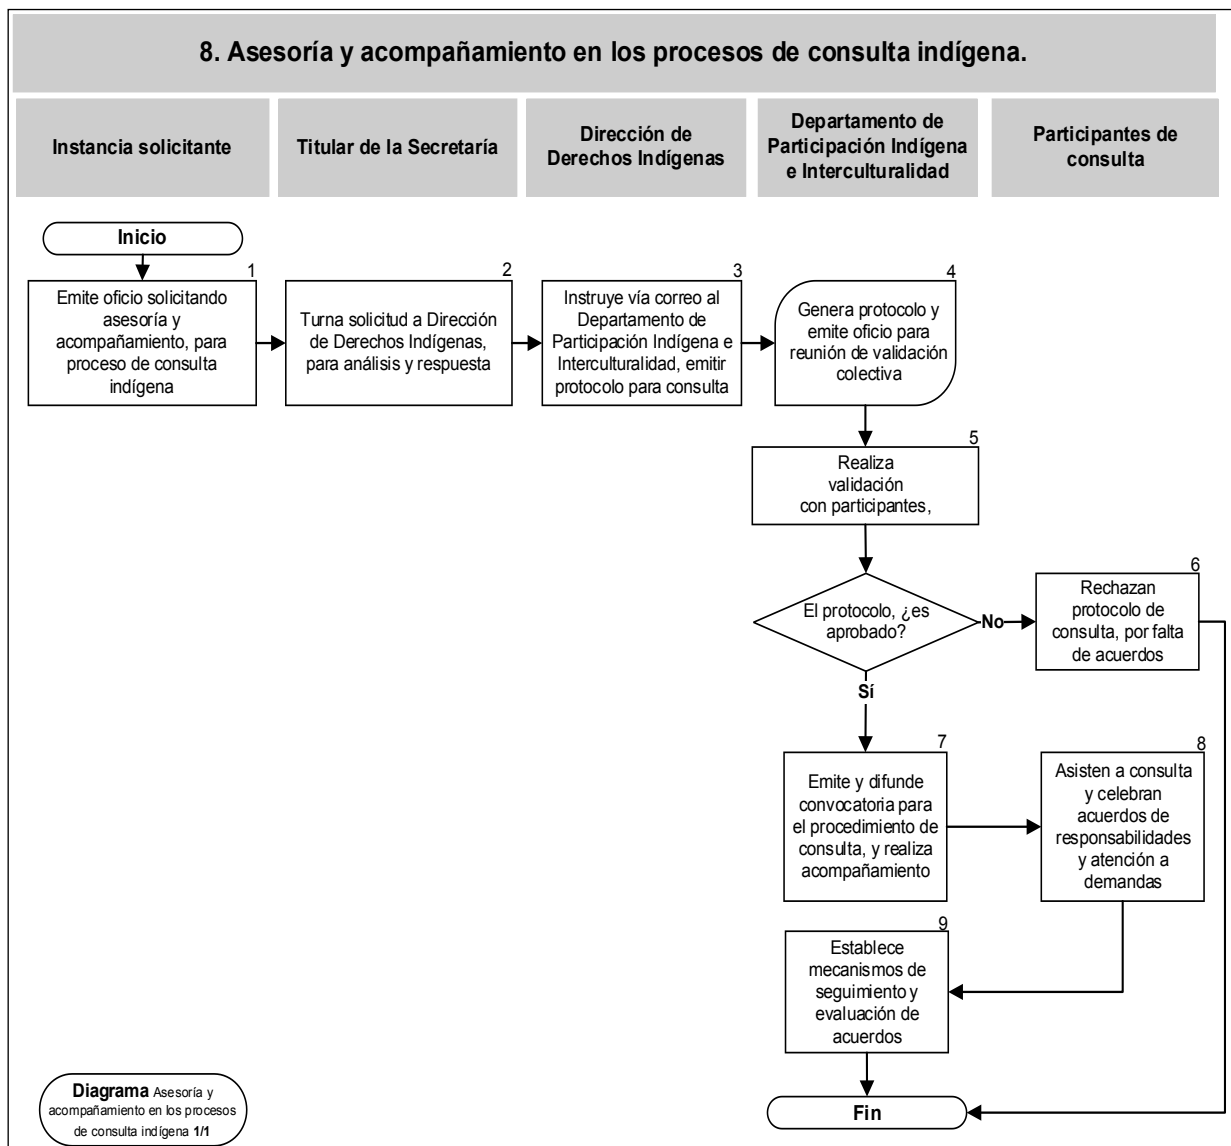 8. Asesoría y acompañamiento en los procesos de consulta indígena.
Instancia solicitante
Titular de la Secretaría
Dirección de
Derechos Indígenas
Departamento de
Participación Indígena
e Interculturalidad
Participantes de
consulta
Inicio
1
Emite oficio solicitando
asesoría y
acompañamiento, para
proceso de consulta
indígena
2
Turna solicitud a Dirección
de Derechos Indígenas,
para análisis y respuesta
3
Instruye vía correo al
Departamento de
Participación Indígena e
Interculturalidad, emitir
protocolo para consulta
4
Genera protocolo y
emite oficio para
reunión de validación
colectiva
5
Realiza
validación
con participantes,
El protocolo, ¿es
aprobado?
No
6
Rechazan
protocolo de
consulta, por falta
de acuerdos
Sí
7
Emite y difunde
convocatoria para
el procedimiento de
consulta, y realiza
acompañamiento
8
Asisten a consulta
y celebran
acuerdos de
responsabilidades
y atención a
demandas
9
Establece
mecanismos de
seguimiento y
evaluación de
acuerdos
Fin
Diagrama Asesoría y
acompañamiento en los procesos
de consulta indígena 1/1